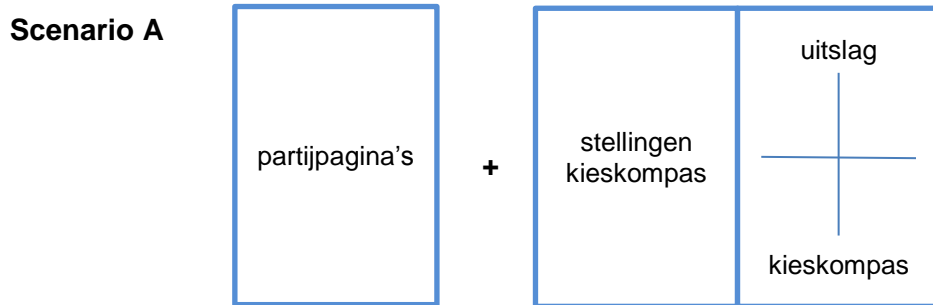 Scenario A
partijpagina's
+
stellingen
kieskompas
uitslag
kieskompas